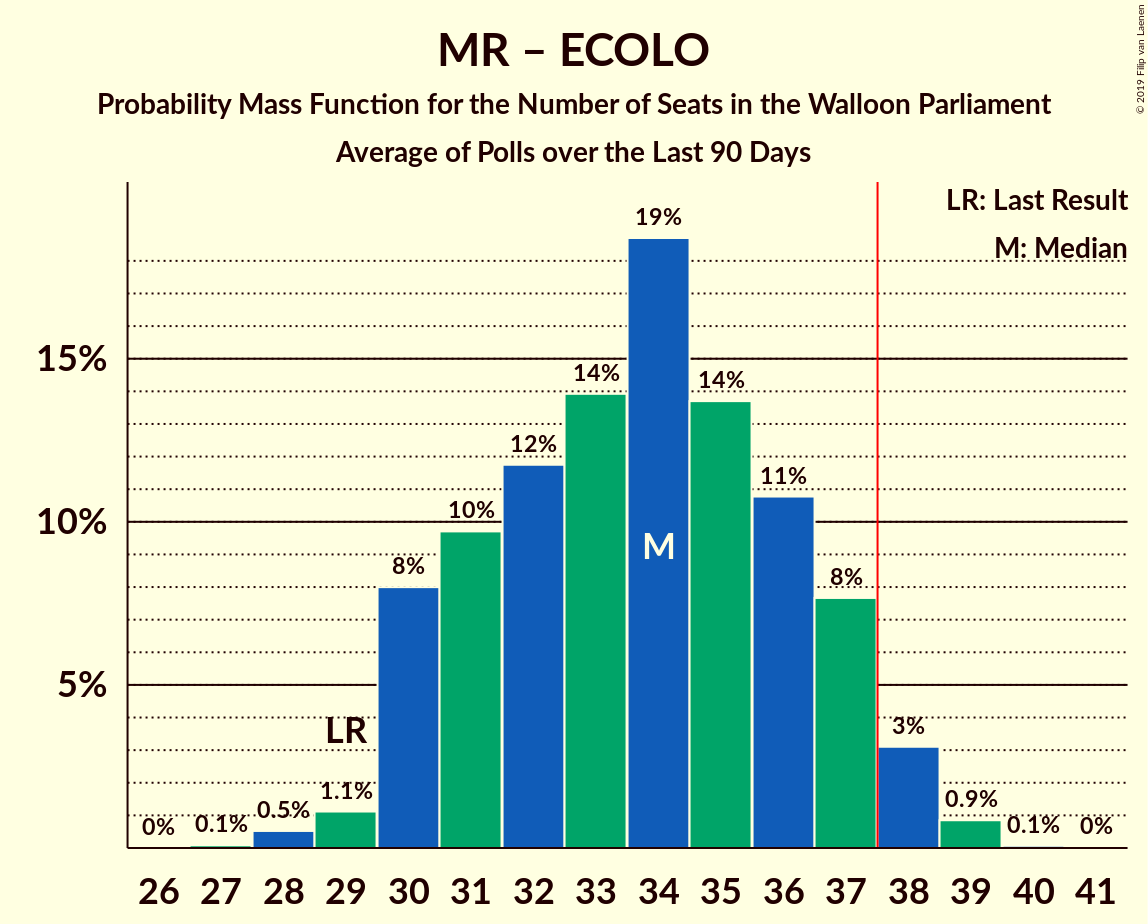 MR – ECOLO
Probability Mass Function for the Number of Seats in the Walloon Parliament
Average of Polls over the Last 90 Days
© 2019 Filip van Laenen
LR: Last Result
M: Median
15%
10%
5%
0%
0.1%
0.5%
1.1%
LR
8%
10%
12%
14%
19%
M
14%
11%
8%
3%
0.9%
0.1%
0%
26 27 28 29 30 31 32 33 34 35 36 37 38 39 40 41